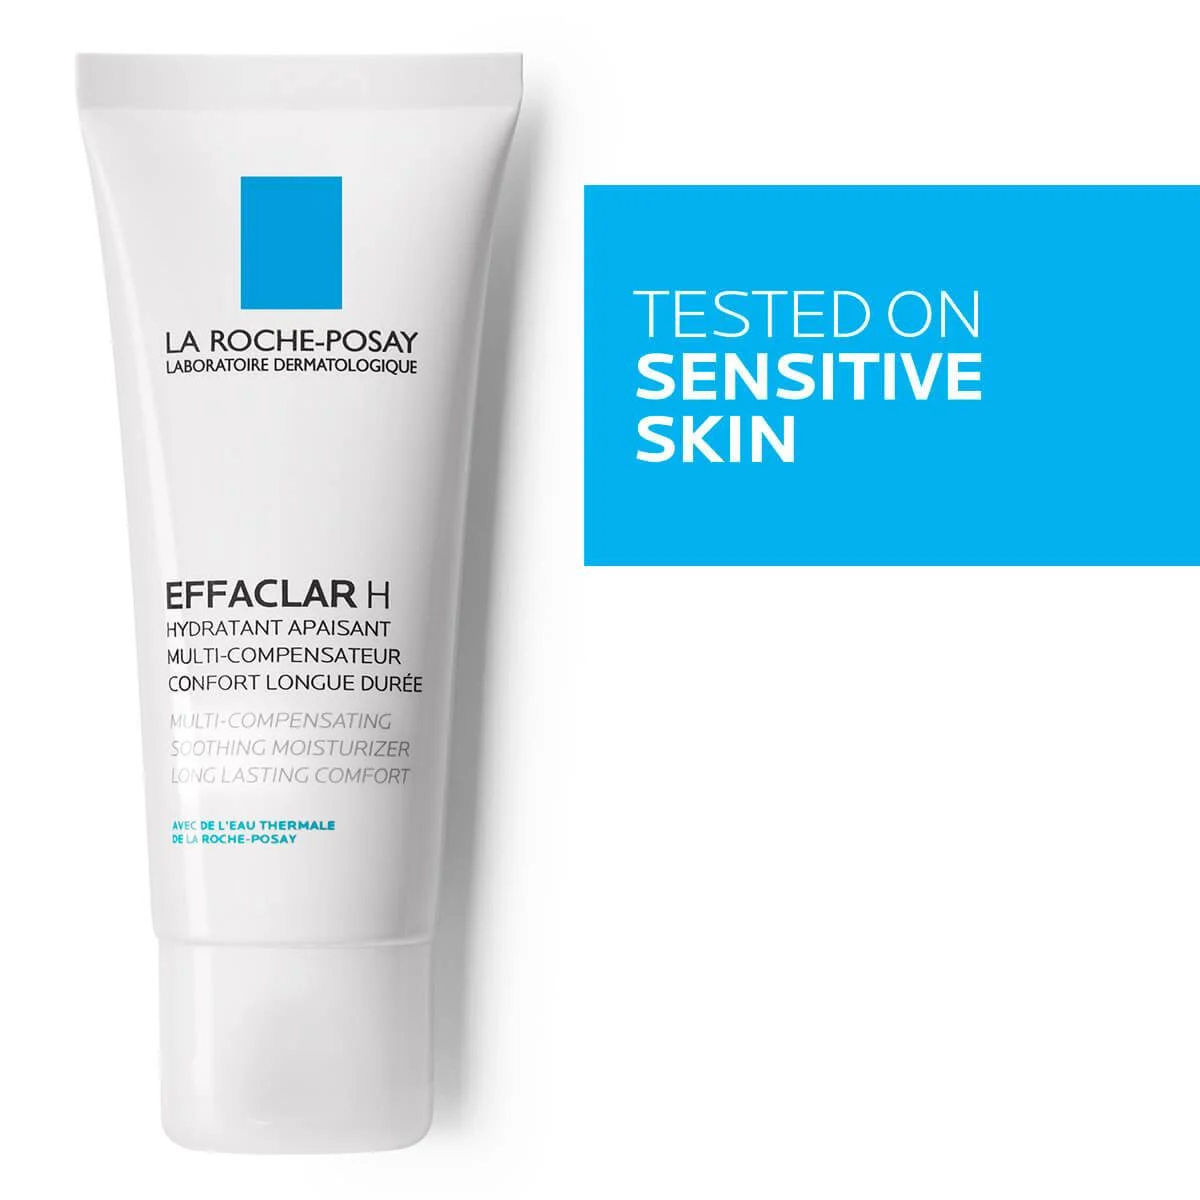 LA ROCHE-POSAY
LABORATOIRE DERMATOLOGIQUE
EFFACLAR H
HYDRATANT APAISANT
MULTI-COMPENSATEUR
CONFORT LONGUE DURÉE
MULTI-COMPENSATING
SOOTHING MOISTURIZER
LONG LASTING COMFORT
AVEC DE L'EAU THERMALE
DE LA ROCHE-POSAY
TESTED ON
SENSITIVE
SKIN